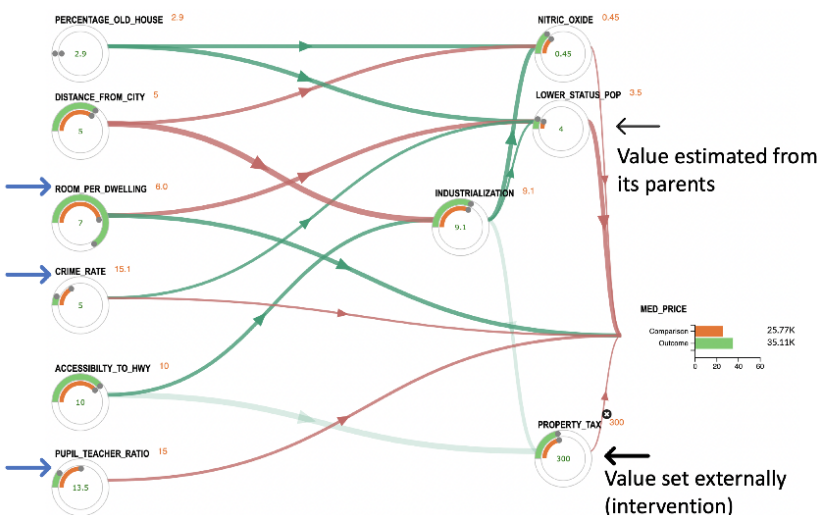 PERCENTAGE_OLD_HOUSE 2.9
2.9
DISTANCE_FROM_CITY 5
5
ROOM_PER_DWELLING 6.0
7
CRIME_RATE 15.1
5
ACCESSIBILTY_TO_HWY 10
10
PUPIL_TEACHER_RATIO 15
13.5
INDUSTRIALIZATION 9.1
9.1
NITRIC_OXIDE 0.45
0.45
LOWER_STATUS_POP 3.5
4
Value estimated from
its parents
MED_PRICE
Comparison 25.77K
Outcome 35.11K
0 20 40 60
PROPERTY_TAX 300
300
Value set externally
(intervention)